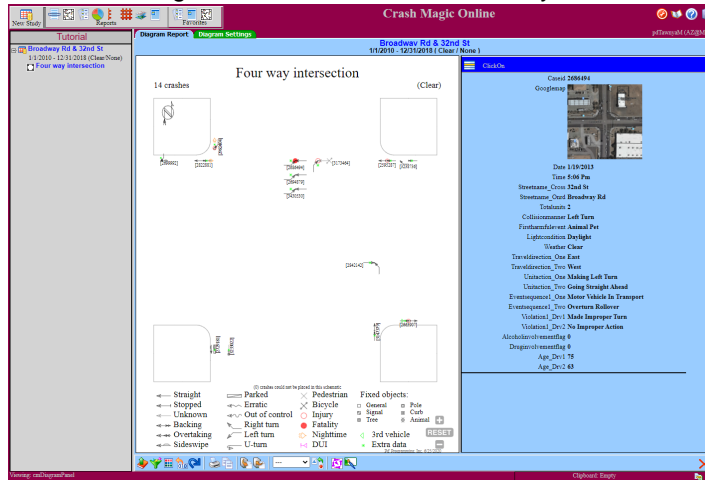 Crash Magic Online
New Study
Reports
Favorites
pdTawnyaM (AZ@M
Tutorial
Broadway Rd & 32nd St
1/1/2010 - 12/31/2018 (Clear/None)
Four way intersection
Diagram Report
Diagram Settings
Broadway Rd & 32nd St
1/1/2010 - 12/31/2018 ( Clear / None )
Four way intersection
14 crashes
(Clear)
[3175464]
[2542142]
(0) crashes could not be placed in this schematic
Straight
Stopped
Unknown
Backing
Overtaking
Sideswipe
Parked
Erratic
Out of control
Right turn
Left turn
U-turn
Pedestrian
Bicycle
Injury
Fatality
Nighttime
DUI
Fixed objects:
General
Pole
Signal
Curb
Tree
Animal
3rd vehicle
Extra data
RESET
ClickOn
Caseid 2686494
Googlemap
Date 1/19/2013
Time 5:06 Pm
Streetname_Cross 32nd St
Streetname_Onrd Broadway Rd
Totalunits 2
Collisionmanner Left Turn
Firstharmfulevent Animal Pet
Lightcondition Daylight
Weather Clear
Traveldirection_One East
Traveldirection_Two West
Unitaction_One Making Left Turn
Unitaction_Two Going Straight Ahead
Eventsequence1_One Motor Vehicle In Transport
Eventsequence1_Two Overturn Rollover
Violation1_Drv1 Made Improper Turn
Violation1_Drv2 No Improper Action
Alcoholinvolvementflag 0
Druginvolvementflag 0
Age_Drv1 75
Age_Drv2 63
Viewing: cmDiagramPanel
Clipboard: Empty